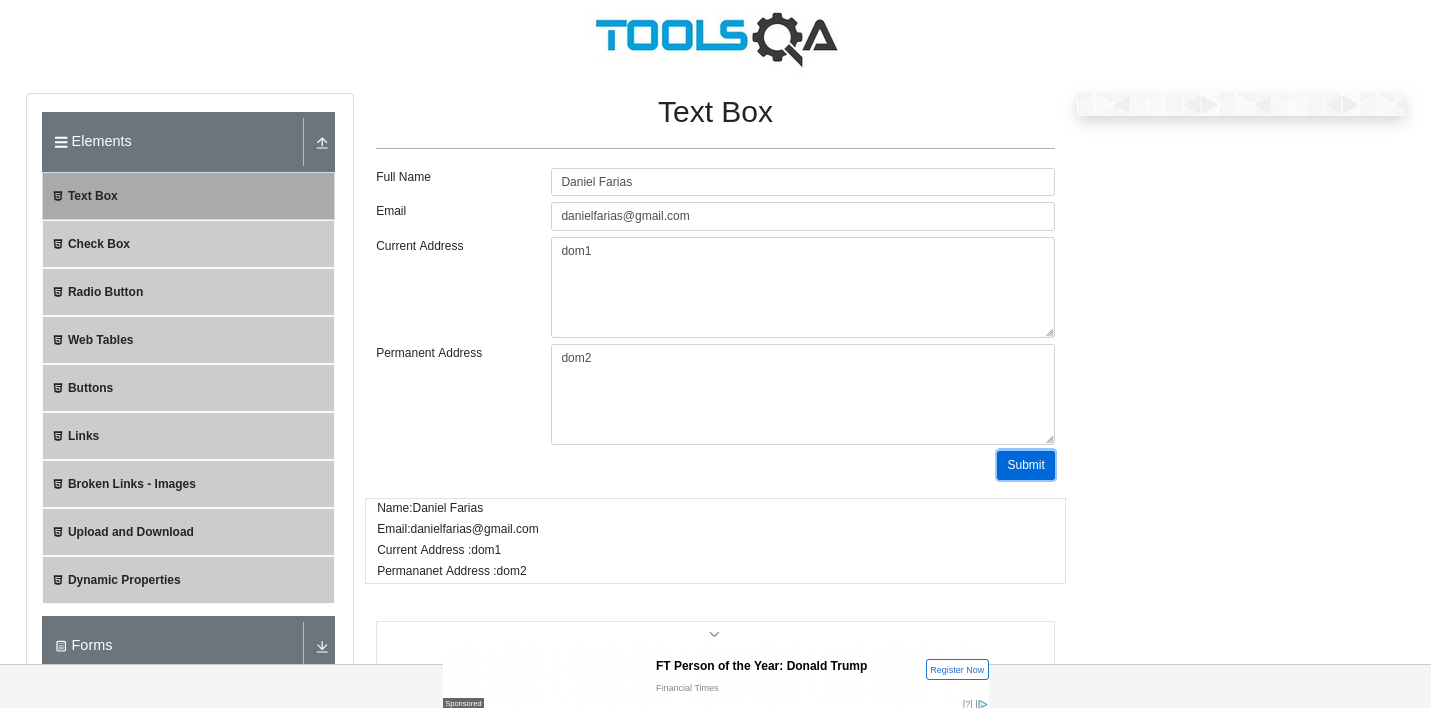 TOOLSQA
Elements
Text Box
Check Box
Radio Button
Web Tables
Buttons
Links
Broken Links - Images
Upload and Download
Dynamic Properties
Forms
Text Box
Full Name
Daniel Farias
Email
danielfarias@gmail.com
Current Address
dom1
Permanent Address
dom2
Submit
Name:Daniel Farias
Email:danielfarias@gmail.com
Current Address :dom1
Permananet Address :dom2
FT Person of the Year: Donald Trump
Financial Times
Register Now
Sponsored
[?]